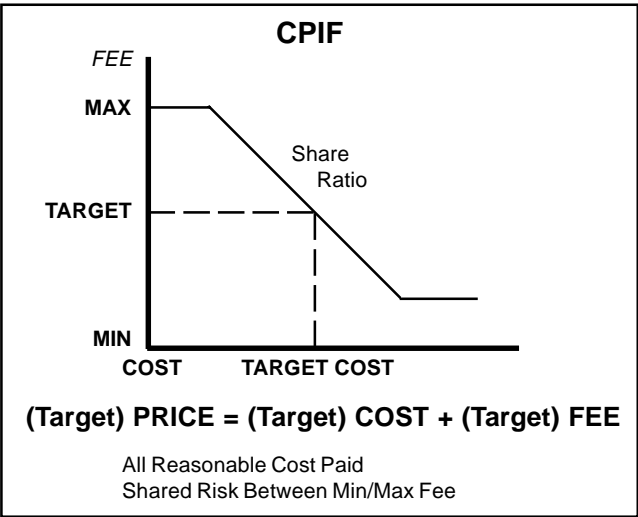 CPIF
FEE
MAX
Share
Ratio
TARGET
MIN
COST
TARGET COST
(Target) PRICE = (Target) COST + (Target) FEE
All Reasonable Cost Paid
Shared Risk Between Min/Max Fee